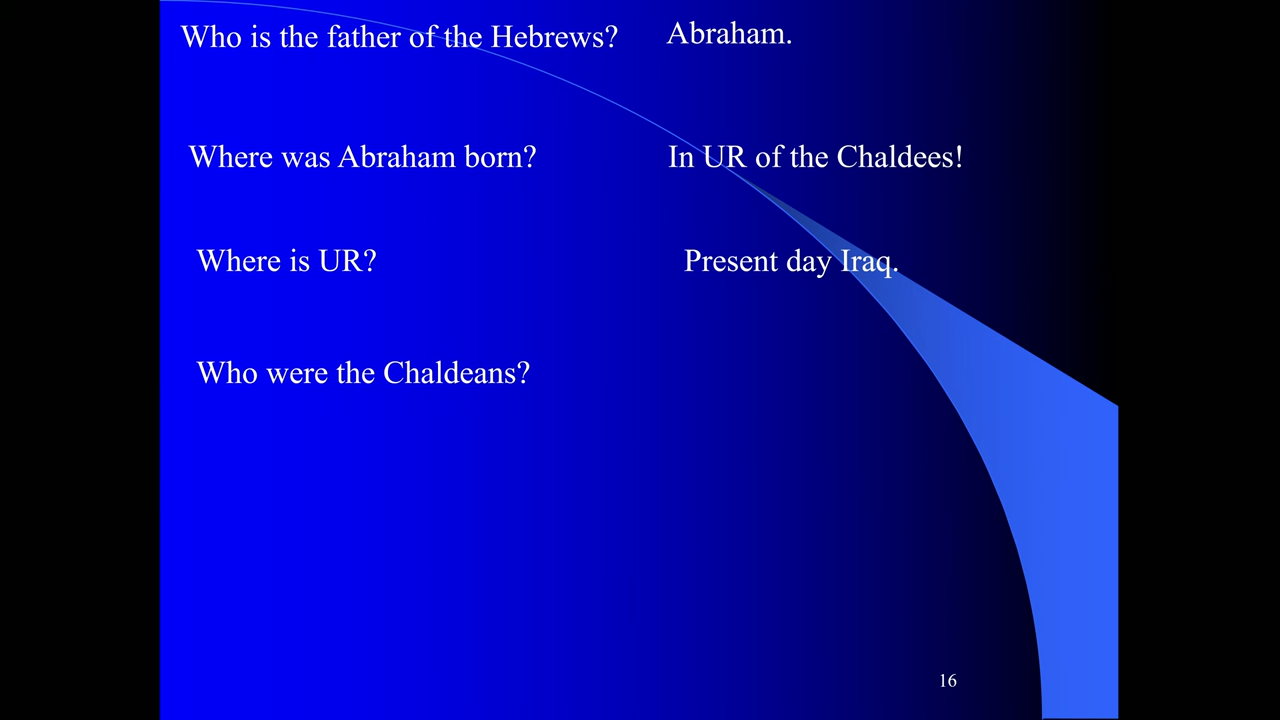 Who is the father of the Hebrews? Abraham.
Where was Abraham born? In UR of the Chaldees!
Where is UR? Present day Iraq.
Who were the Chaldeans?
16